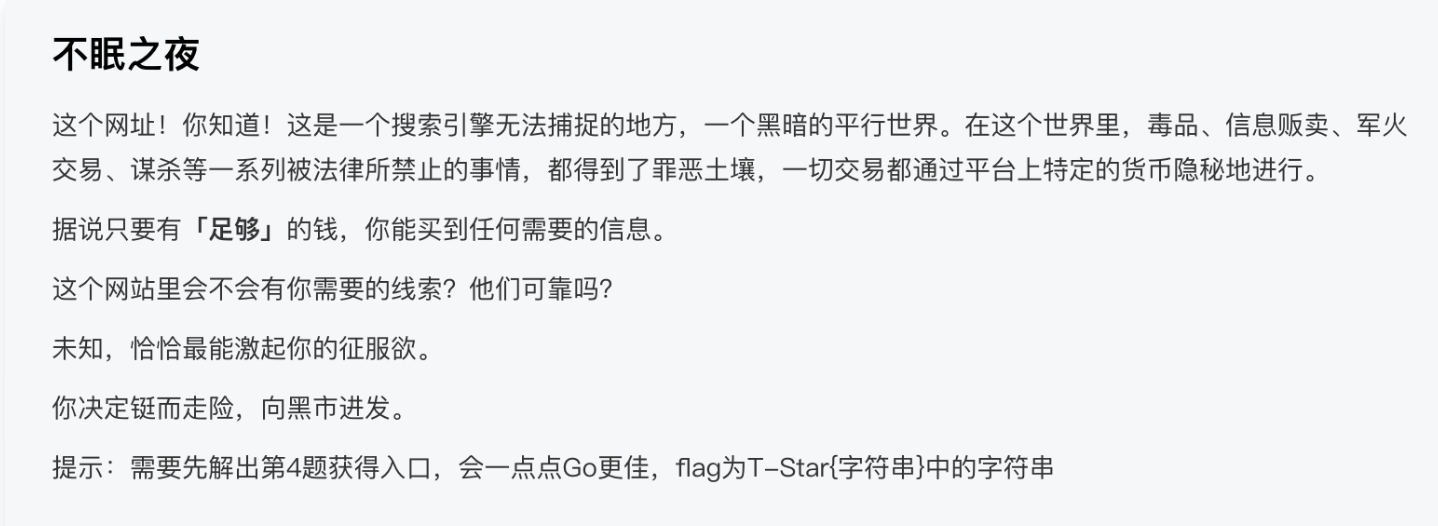 不眠之夜
这个网址！你知道！这是一个搜索引擎无法捕捉的地方，一个黑暗的平行世界。在这个世界里，毒品、信息贩卖、军火
交易、谋杀等一系列被法律所禁止的事情，都得到了罪恶土壤，一切交易都通过平台上特定的货币隐秘地进行。
据说只要有「足够」的钱，你能买到任何需要的信息。
这个网站里会不会有你需要的线索？他们可靠吗？
未知，恰恰最能激起你的征服欲。
你决定铤而走险，向黑市进发。
提示：需要先解出第4题获得入口，会一点点Go更佳，flag为T-Star{字符串}中的字符串